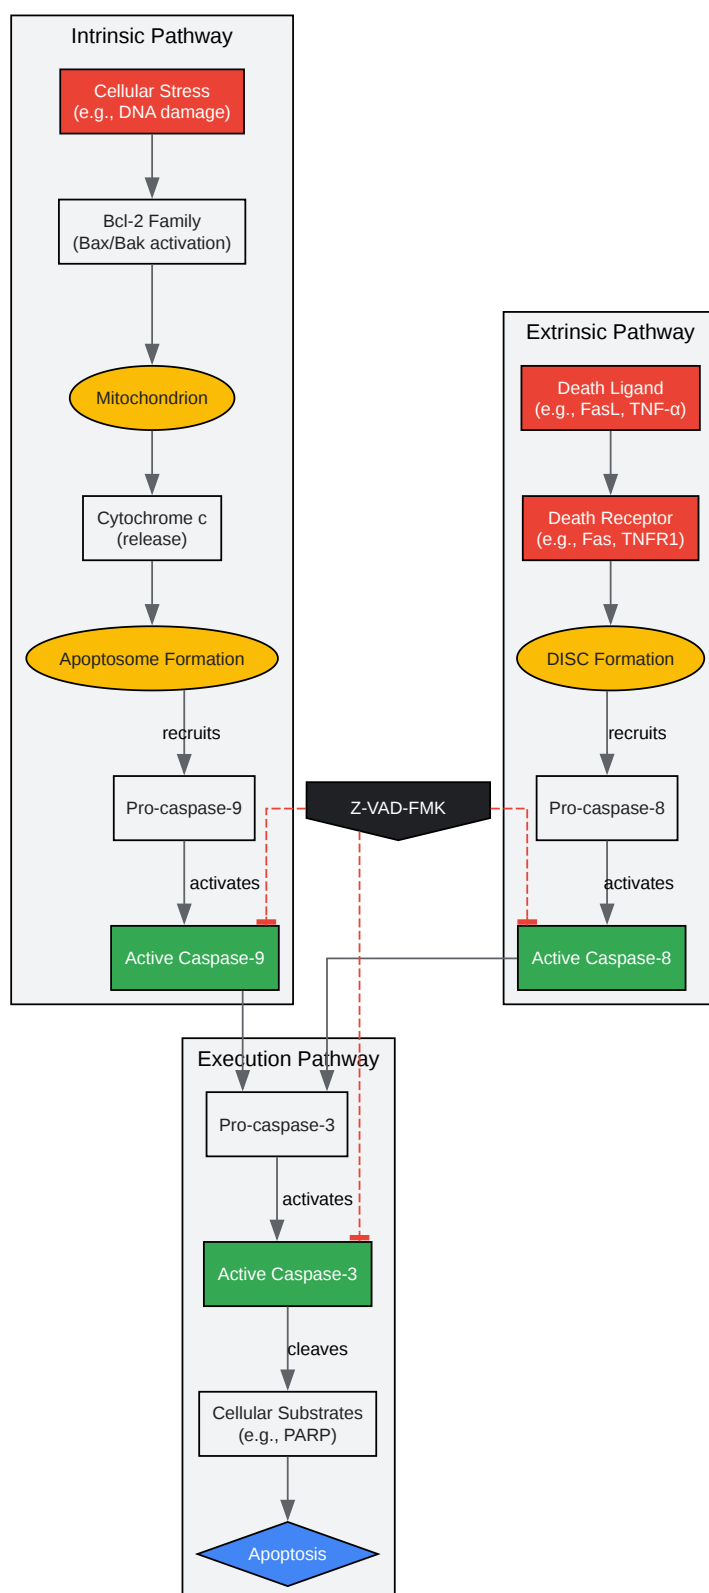 Intrinsic Pathway
Cellular Stress
(e.g., DNA damage)
Bcl-2 Family
(Bax/Bak activation)
Mitochondrion
Cytochrome c
(release)
Apoptosome Formation
recruits
Pro-caspase-9
activates
Active Caspase-9
Z-VAD-FMK
Extrinsic Pathway
Death Ligand
(e.g., FasL, TNF-α)
Death Receptor
(e.g., Fas, TNFR1)
DISC Formation
recruits
Pro-caspase-8
activates
Active Caspase-8
Execution Pathway
Pro-caspase-3
activates
Active Caspase-3
cleaves
Cellular Substrates
(e.g., PARP)
Apoptosis